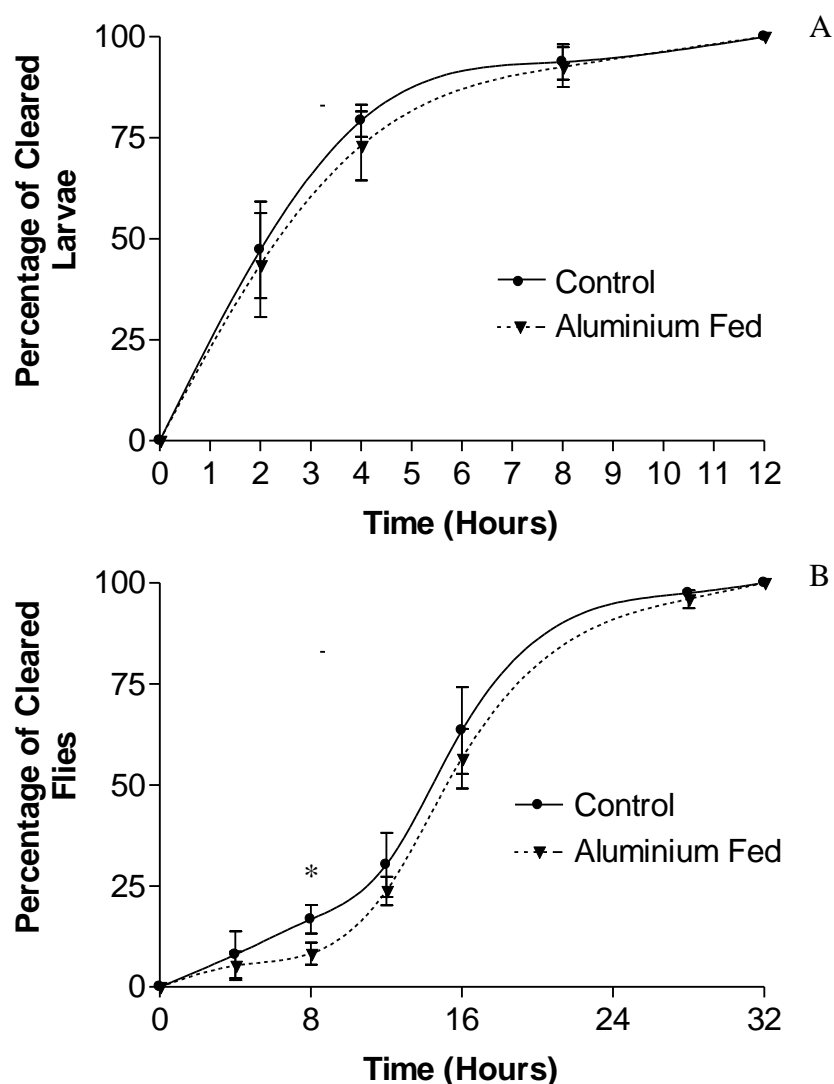 A
Percentage of Cleared
Larvae
100
75
50
25
0
Control
Aluminium Fed
0 1 2 3 4 5 6 7 8 9 10 11 12
Time (Hours)
B
Percentage of Cleared
Flies
100
75
50
25
0
*
Control
Aluminium Fed
0 8 16 24 32
Time (Hours)